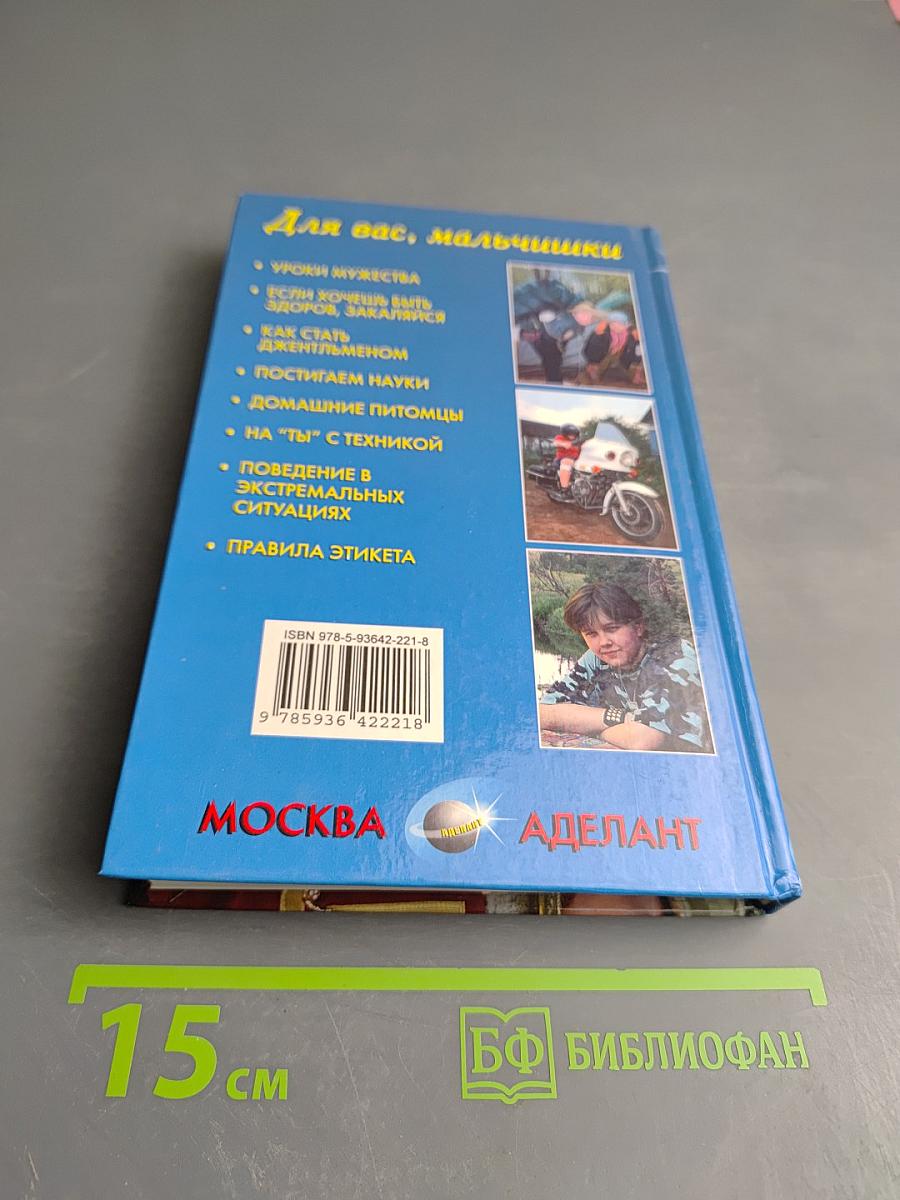 Для вас, мальчишки
• УРОКИ МУЖЕСТВА
• ЕСЛИ ХОЧЕШЬ БЫТЬ
ЗДОРОВ, ЗАКАЛЯЙСЯ
• КАК СТАТЬ
ДЖЕНТЛЬМЕНОМ
• ПОСТИГАЕМ НАУКИ
• ДОМАШНИЕ ПИТОМЦЫ
• НА "ТЫ" С ТЕХНИКОЙ
• ПОВЕДЕНИЕ В
ЭКСТРЕМАЛЬНЫХ
СИТУАЦИЯХ
• ПРАВИЛА ЭТИКЕТА
ISBN 978-5-93642-221-8
9 785936 422218
МОСКВА АДЕЛАНТ АДЕЛАНТ
15 см БФ БИБЛИОФАН